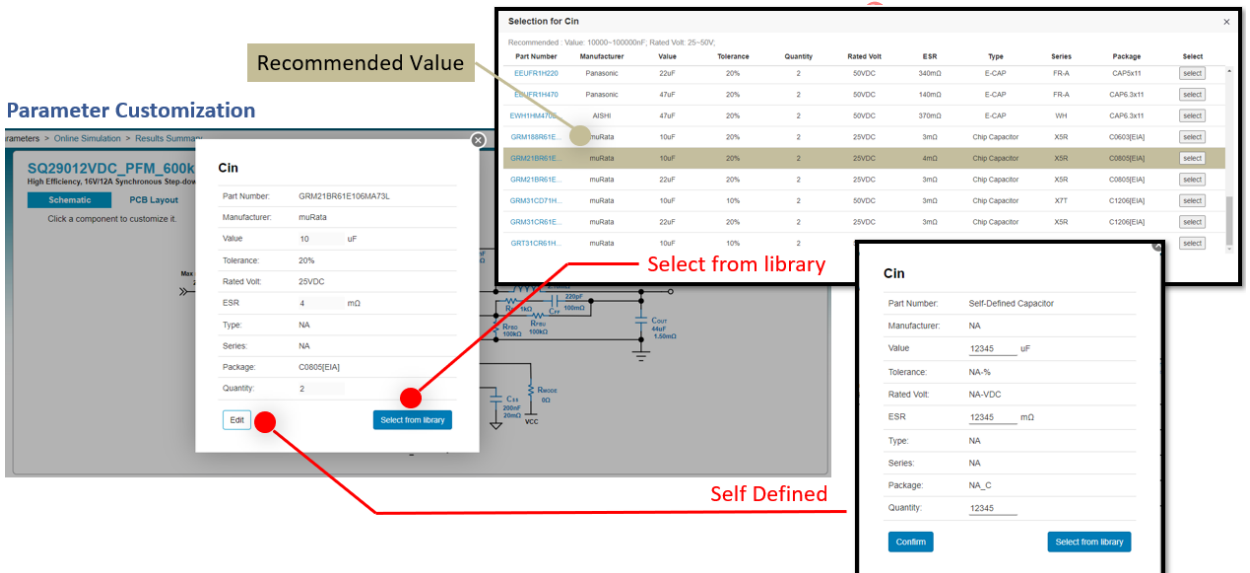 Selection for Cin
×
Recommended : Value: 10000~100000nF; Rated Volt: 25~50V;
Part Number Manufacturer Value Tolerance Quantity Rated Volt ESR Type Series Package Select
EEUFR1H220 Panasonic 22uF 20% 2 50VDC 340mΩ E-CAP FR-A CAP5x11 select
EEUFR1H470 Panasonic 47uF 20% 2 50VDC 140mΩ E-CAP FR-A CAP6.3x11 select
EWH1HM470... AISHI 47uF 20% 2 50VDC 370mΩ E-CAP WH CAP6.3x11 select
GRM188R61E... muRata 10uF 20% 2 25VDC 3mΩ Chip Capacitor X5R C0603[EIA] select
GRM21BR61E... muRata 10uF 20% 2 25VDC 4mΩ Chip Capacitor X5R C0805[EIA] select
GRM21BR61E... muRata 22uF 20% 2 25VDC 3mΩ Chip Capacitor X5R C0805[EIA] select
GRM31CD71H... muRata 10uF 10% 2 50VDC 3mΩ Chip Capacitor X7T C1206[EIA] select
GRM31CR61E... muRata 22uF 20% 2 25VDC 3mΩ Chip Capacitor X5R C1206[EIA] select
GRT31CR61H... muRata 10uF 10% 2 select
Recommended Value
Parameter Customization
rameters > Online Simulation > Results Summary
SQ29012VDC_PFM_600k
High Efficiency, 16V/12A Synchronous Step-dow
Schematic PCB Layout
Click a component to customize it.
Max
Cin
Part Number: GRM21BR61E106MA73L
Manufacturer: muRata
Value 10 uF
Tolerance: 20%
Rated Volt: 25VDC
ESR 4 mΩ
Type: NA
Series: NA
Package: C0805[EIA]
Quantity: 2
Edit
Select from library
220pF
1kΩ CFF 100mΩ
RFB2 RFB1
100kΩ 100kΩ
COUT
44uF
1.50mΩ
CSS
200nF
20mΩ
RMODE
0Ω
VCC
Select from library
Self Defined
Cin
Part Number: Self-Defined Capacitor
Manufacturer: NA
Value 12345 uF
Tolerance: NA-%
Rated Volt: NA-VDC
ESR 12345 mΩ
Type: NA
Series: NA
Package: NA_C
Quantity: 12345
Confirm
Select from library